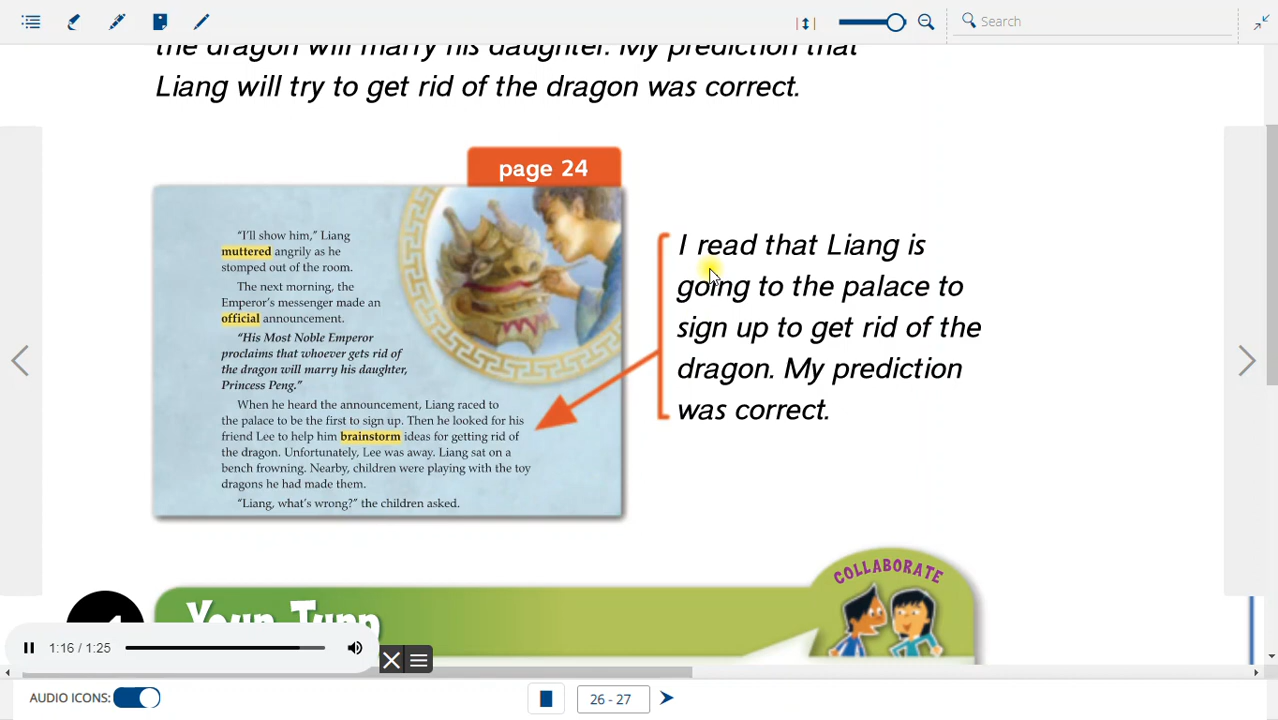 Search
the dragon will marry his daughter. My prediction that
Liang will try to get rid of the dragon was correct.
page 24
"I'll show him," Liang
muttered angrily as he
stomped out of the room.
The next morning, the
Emperor's messenger made an
official announcement.
"His Most Noble Emperor
proclaims that whoever gets rid of
the dragon will marry his daughter,
Princess Peng."
When he heard the announcement, Liang raced to
the palace to be the first to sign up. Then he looked for his
friend Lee to help him brainstorm ideas for getting rid of
the dragon. Unfortunately, Lee was away. Liang sat on a
bench frowning. Nearby, children were playing with the toy
dragons he had made them.
"Liang, what's wrong?" the children asked.
I read that Liang is
going to the palace to
sign up to get rid of the
dragon. My prediction
was correct.
COLLABORATE
Your Turn
1:16 / 1:25
AUDIO ICONS:
26 - 27